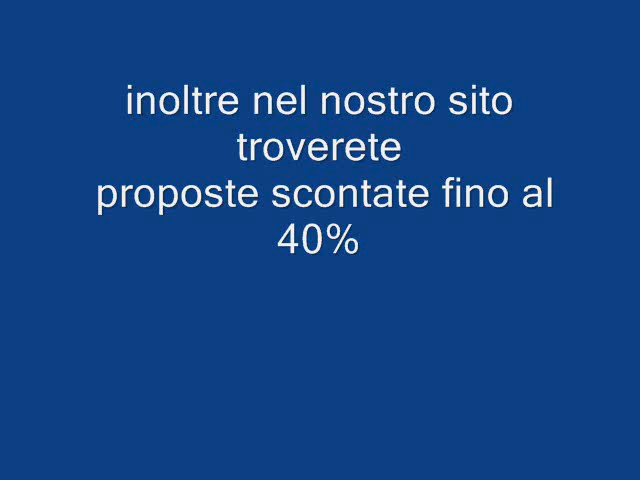 inoltre nel nostro sito
troverete
proposte scontate fino al
40%